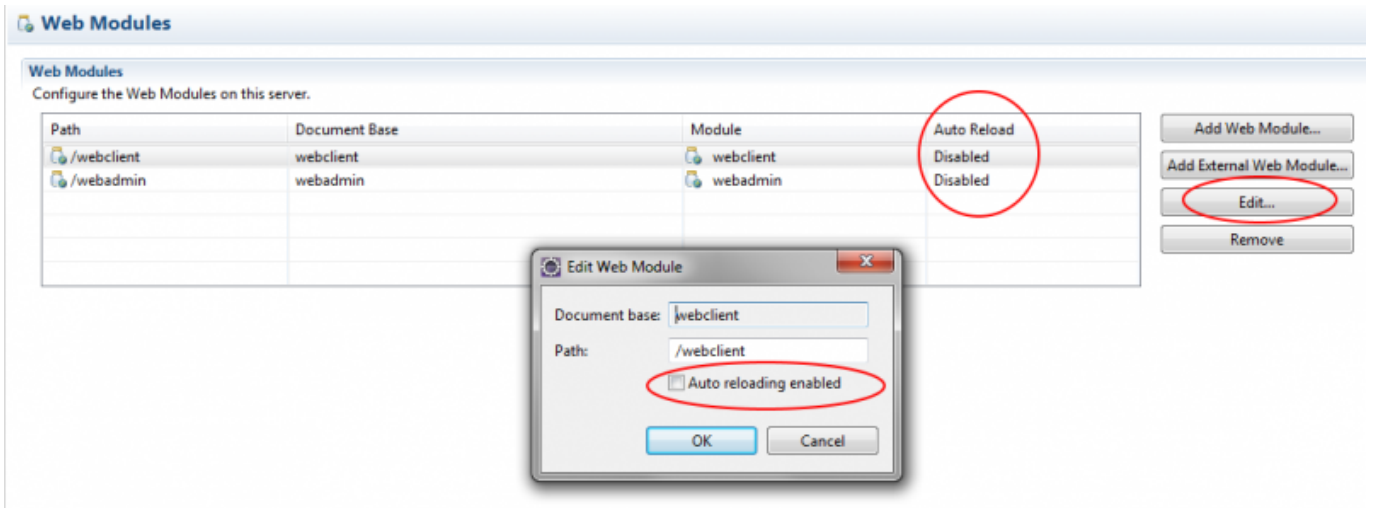 Web Modules
Web Modules
Configure the Web Modules on this server.
Path Document Base Module Auto Reload
/webclient webclient webclient Disabled
/webadmin webadmin webadmin Disabled
Add Web Module...
Add External Web Module...
Edit...
Remove
Edit Web Module
Document base: webclient
Path: /webclient
Auto reloading enabled
OK Cancel